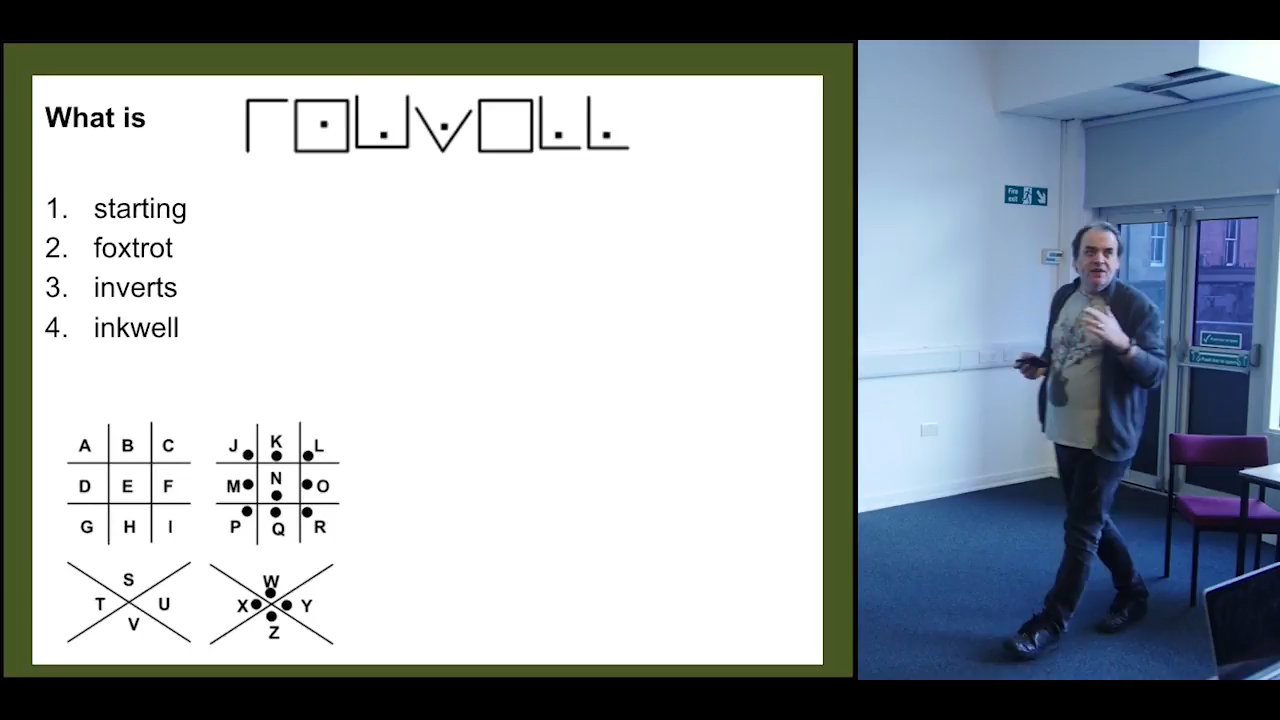 What is
1. starting
2. foxtrot
3. inverts
4. inkwell
A B C J K L
D E F M N O
G H I P Q R
S W
T U X Y
V Z
Fire exit